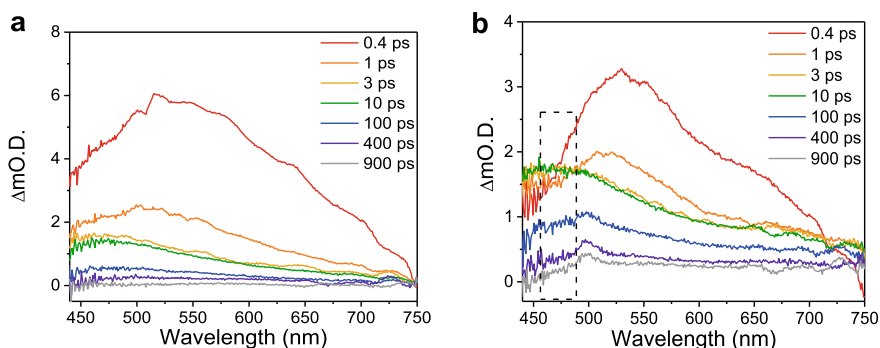 a
ΔmO.D.
8
6
4
2
0
450 500 550 600 650 700 750
Wavelength (nm)
0.4 ps
1 ps
3 ps
10 ps
100 ps
400 ps
900 ps
b
ΔmO.D.
4
3
2
1
0
450 500 550 600 650 700 750
Wavelength (nm)
0.4 ps
1 ps
3 ps
10 ps
100 ps
400 ps
900 ps